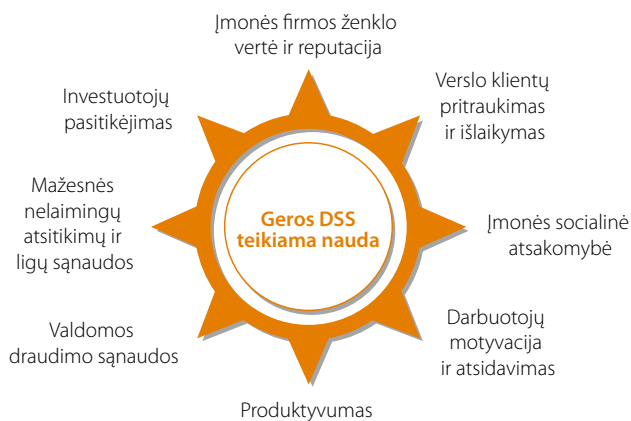 Įmonės firmos ženklo
vertė ir reputacija
Verslo klientų
pritraukimas
ir išlaikymas
Įmonės socialinė
atsakomybė
Darbuotojų
motyvacija
ir atsidavimas
Produktyvumas
Valdomos
draudimo sąnaudos
Mažesnės
nelaimingų
atsitikimų ir
ligų sąnaudos
Investuotojų
pasitikėjimas
Geros DSS
teikiama nauda